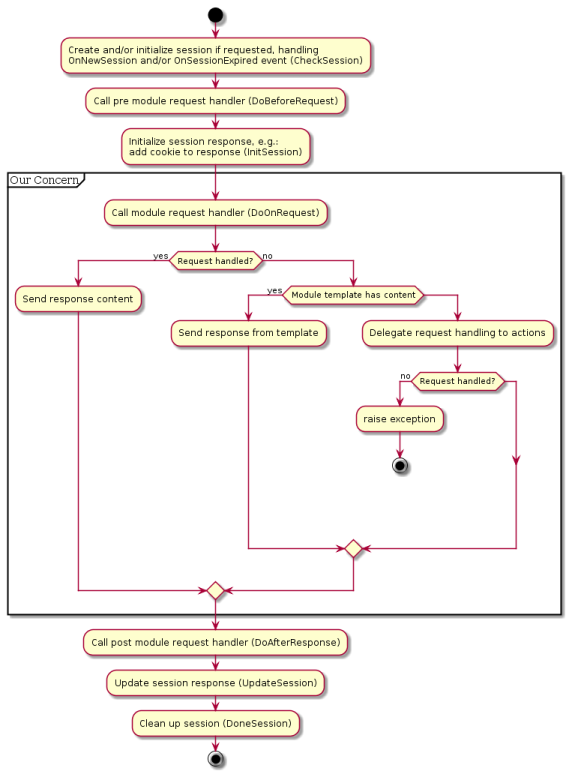 Create and/or initialize session if requested, handling
OnNewSession and/or OnSessionExpired event (CheckSession)
Call pre module request handler (DoBeforeRequest)
Initialize session response, e.g.:
add cookie to response (InitSession)
Our Concern
Call module request handler (DoOnRequest)
yes
Request handled?
no
Send response content
yes
Module template has content
Send response from template
Delegate request handling to actions
no
Request handled?
raise exception
Call post module request handler (DoAfterResponse)
Update session response (UpdateSession)
Clean up session (DoneSession)